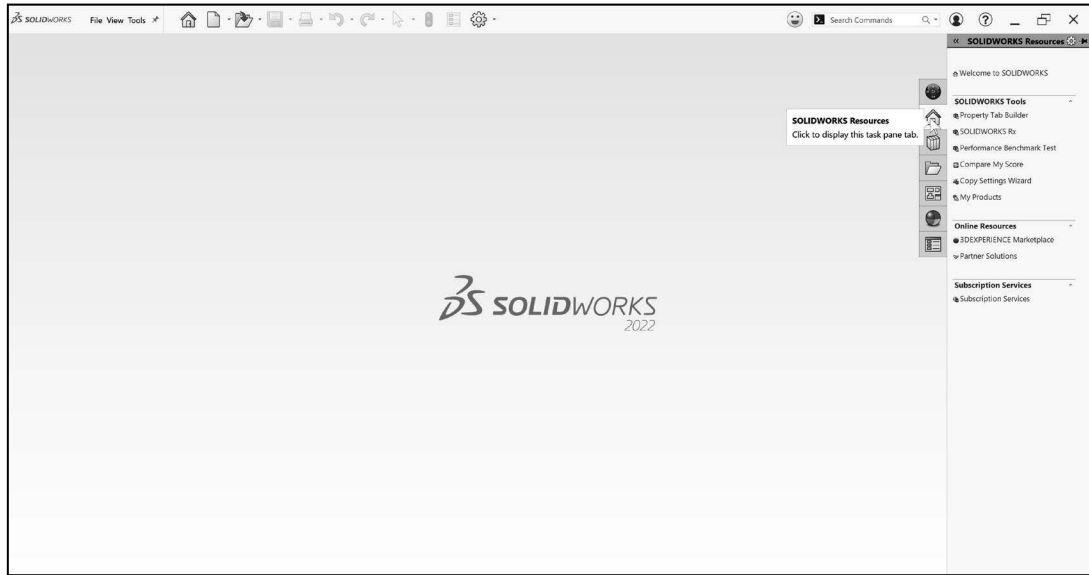 SOLIDWORKS File View Tools
Search Commands
SOLIDWORKS Resources
Welcome to SOLIDWORKS
SOLIDWORKS Tools
Property Tab Builder
SOLIDWORKS Rx
Performance Benchmark Test
Compare My Score
Copy Settings Wizard
My Products
Online Resources
3DEXPERIENCE Marketplace
Partner Solutions
Subscription Services
Subscription Services
SOLIDWORKS Resources
Click to display this task pane tab.
SOLIDWORKS
2022